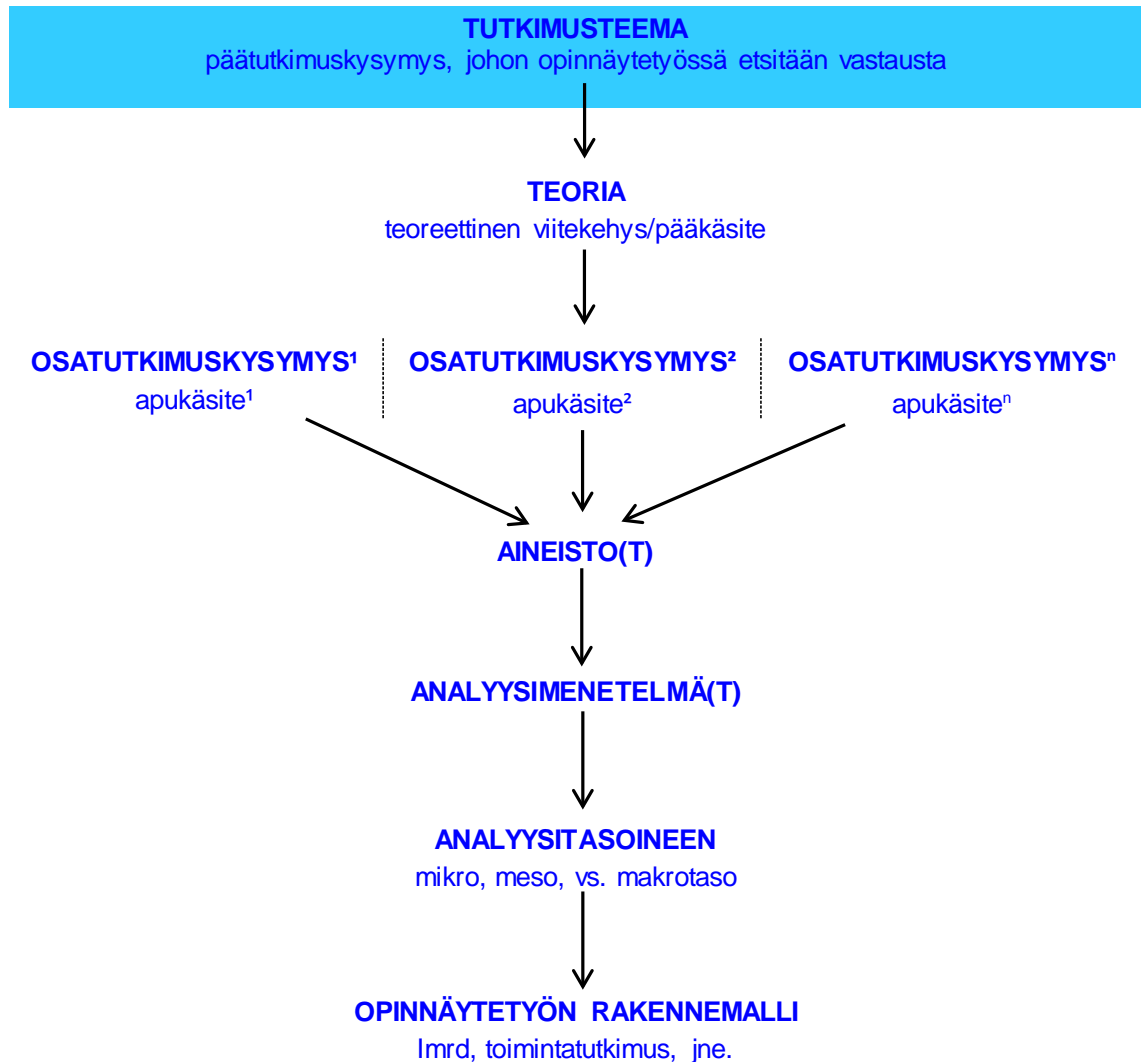 TUTKIMUSTEEMA
päätutkimuskysymys, johon opinnäytetyössä etsitään vastausta
TEORIA
teoreettinen viitekehys/pääkäsite
OSATUTKIMUSKYSYMYS¹ OSATUTKIMUSKYSYMYS² OSATUTKIMUSKYSYMYSⁿ
apukäsite¹ apukäsite² apukäsiteⁿ
AINEISTO(T)
ANALYYSIMENETELMÄ(T)
ANALYYSITASOINEEN
mikro, meso, vs. makrotaso
OPINNÄYTETYÖN RAKENNEMALLI
Imrd, toimintatutkimus, jne.